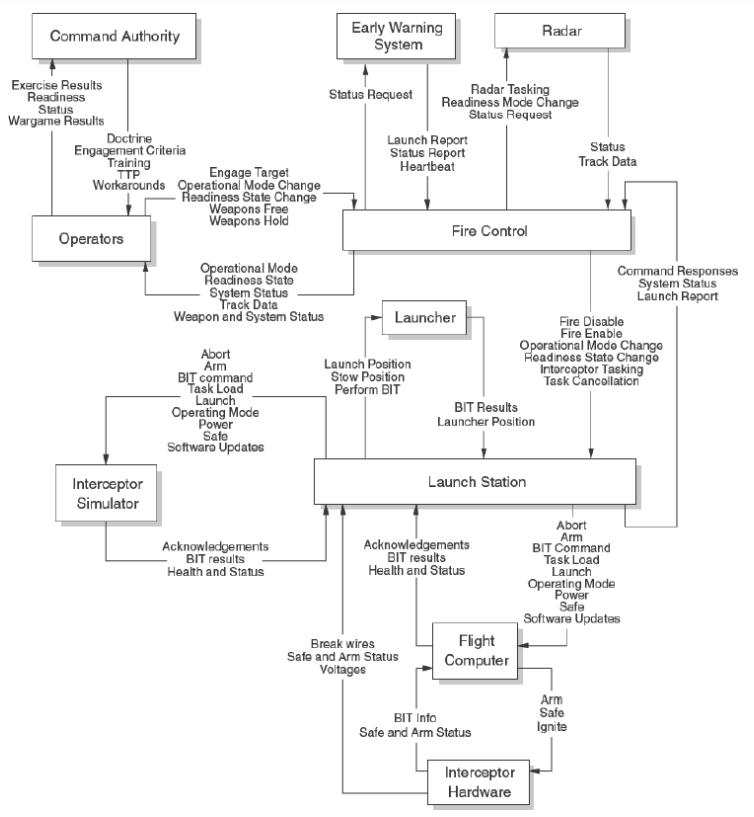 Command Authority
Early Warning
System
Radar
Exercise Results
Readiness
Status
Wargame Results
Doctrine
Engagement Criteria
Training
TTP
Workarounds
Status Request
Launch Report
Status Report
Heartbeat
Radar Tasking
Readiness Mode Change
Status Request
Status
Track Data
Engage Target
Operational Mode Change
Readiness State Change
Weapons Free
Weapons Hold
Operators
Fire Control
Operational Mode
Readiness State
System Status
Track Data
Weapon and System Status
Command Responses
System Status
Launch Report
Launcher
Fire Disable
Fire Enable
Operational Mode Change
Readiness State Change
Interceptor Tasking
Task Cancellation
Abort
Arm
BIT command
Task Load
Launch
Operating Mode
Power
Safe
Software Updates
Launch Position
Stow Position
Perform BIT
BIT Results
Launcher Position
Interceptor
Simulator
Launch Station
Acknowledgements
BIT results
Health and Status
Acknowledgements
BIT results
Health and Status
Abort
Arm
BIT Command
Task Load
Launch
Operating Mode
Power
Safe
Software Updates
Break wires
Safe and Arm Status
Voltages
Flight
Computer
BIT Info
Safe and Arm Status
Arm
Safe
Ignite
Interceptor
Hardware